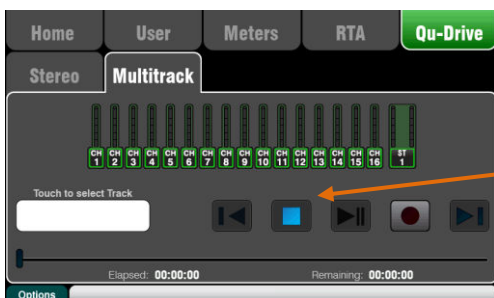 Home User Meters RTA Qu-Drive
Stereo Multitrack
CH 1 CH 2 CH 3 CH 4 CH 5 CH 6 CH 7 CH 8 CH 9 CH 10 CH 11 CH 12 CH 13 CH 14 CH 15 CH 16 ST 1
Touch to select Track
Elapsed: 00:00:00 Remaining: 00:00:00
Options